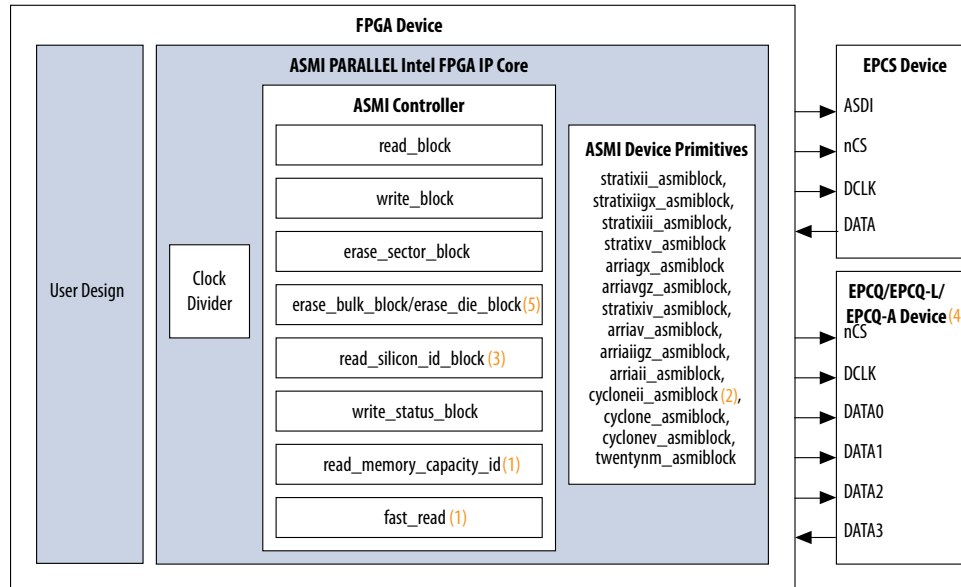 FPGA Device
ASMI PARALLEL Intel FPGA IP Core
User Design
Clock
Divider
ASMI Controller
read_block
write_block
erase_sector_block
erase_bulk_block/erase_die_block (5)
read_silicon_id_block (3)
write_status_block
read_memory_capacity_id (1)
fast_read (1)
ASMI Device Primitives
stratixii_asmiblock,
stratixiigx_asmiblock,
stratixiii_asmiblock,
stratixv_asmiblock
arriagx_asmiblock
arriavgz_asmiblock,
stratixiv_asmiblock,
arriav_asmiblock,
arriaiigz_asmiblock,
arriaii_asmiblock,
cycloneii_asmiblock (2),
cyclone_asmiblock,
cyclonev_asmiblock,
twentynm_asmiblock
EPCS Device
ASDI
nCS
DCLK
DATA
EPCQ/EPCQ-L/
EPCQ-A Device (4
nCS
DCLK
DATA0
DATA1
DATA2
DATA3